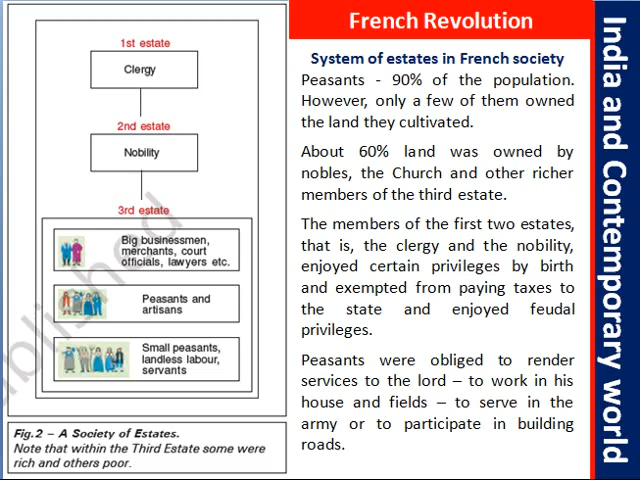 1st estate
Clergy
2nd estate
Nobility
3rd estate
Big businessmen,
merchants, court
officials, lawyers etc.
Peasants and
artisans
Small peasants,
landless labour,
servants
Fig.2 – A Society of Estates.
Note that within the Third Estate some were
rich and others poor.
French Revolution
System of estates in French society
Peasants - 90% of the population.
However, only a few of them owned
the land they cultivated.
About 60% land was owned by
nobles, the Church and other richer
members of the third estate.
The members of the first two estates,
that is, the clergy and the nobility,
enjoyed certain privileges by birth
and exempted from paying taxes to
the state and enjoyed feudal
privileges.
Peasants were obliged to render
services to the lord – to work in his
house and fields – to serve in the
army or to participate in building
roads.
India and Contemporary world